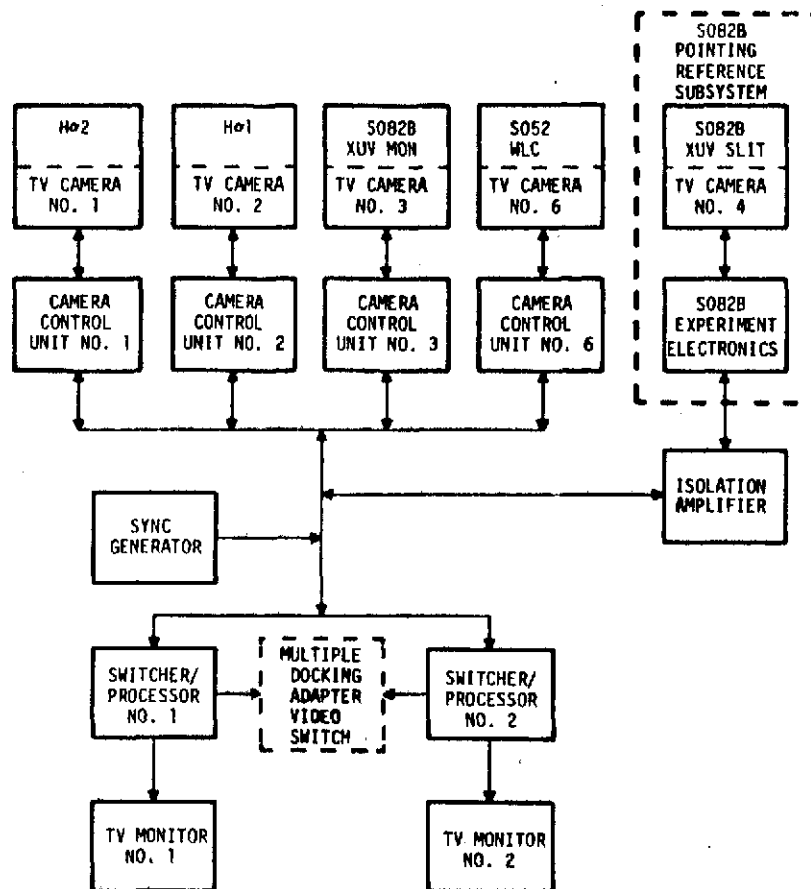 S082B
POINTING
REFERENCE
SUBSYSTEM
Hα2
TV CAMERA
NO. 1
Hα1
TV CAMERA
NO. 2
S082B
XUV MON
TV CAMERA
NO. 3
S052
WLC
TV CAMERA
NO. 6
S082B
XUV SLIT
TV CAMERA
NO. 4
CAMERA
CONTROL
UNIT NO. 1
CAMERA
CONTROL
UNIT NO. 2
CAMERA
CONTROL
UNIT NO. 3
CAMERA
CONTROL
UNIT NO. 6
S082B
EXPERIMENT
ELECTRONICS
ISOLATION
AMPLIFIER
SYNC
GENERATOR
SWITCHER/
PROCESSOR
NO. 1
MULTIPLE
DOCKING
ADAPTER
VIDEO
SWITCH
SWITCHER/
PROCESSOR
NO. 2
TV MONITOR
NO. 1
TV MONITOR
NO. 2